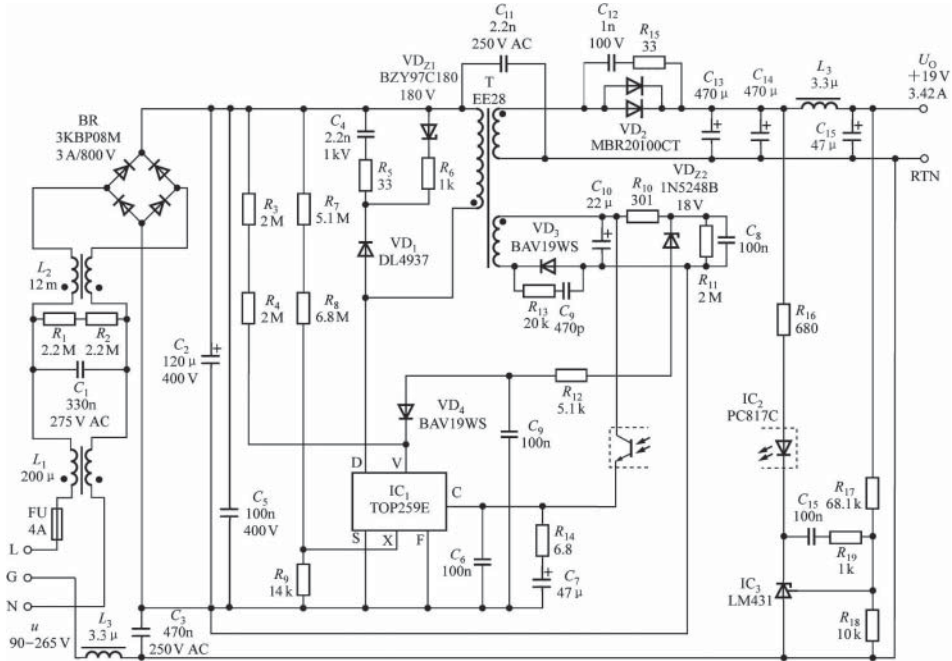 C₁₁
2.2n
250 V AC
C₁₂
1n
100 V
R₁₅
33
VD_Z1
BZY97C180
180 V
T
EE28
C₁₃
470 μ
C₁₄
470 μ
L₃
3.3 μ
U_O
+19 V
3.42 A
BR
3KBP08M
3 A/800 V
C₄
2.2n
1 kV
R₅
33
R₆
1 k
VD₂
MBR20100CT
C₁₅
47 μ
RTN
R₃
2 M
R₇
5.1 M
VD₁
DL4937
C₁₀
22 μ
R₁₀
301
VD_Z2
1N5248B
18 V
VD₃
BAV19WS
C₈
100n
R₁₁
2 M
L₂
12 m
R₁
2.2 M
R₂
2.2 M
R₄
2 M
R₈
6.8 M
R₁₃
20 k
C₉
470p
R₁₆
680
C₂
120 μ
400 V
C₁
330n
275 V AC
VD₄
BAV19WS
R₁₂
5.1 k
C₉
100n
IC₂
PC817C
L₁
200 μ
C₅
100n
400 V
D
V
IC₁
TOP259E
C
S
X
F
FU
4A
R₁₇
68.1 k
C₁₅
100n
R₁₉
1 k
L
G
N
u
90−265 V
R₉
14 k
C₆
100n
R₁₄
6.8
C₇
47 μ
IC₃
LM431
R₁₈
10 k
L₃
3.3 μ
C₃
470n
250 V AC